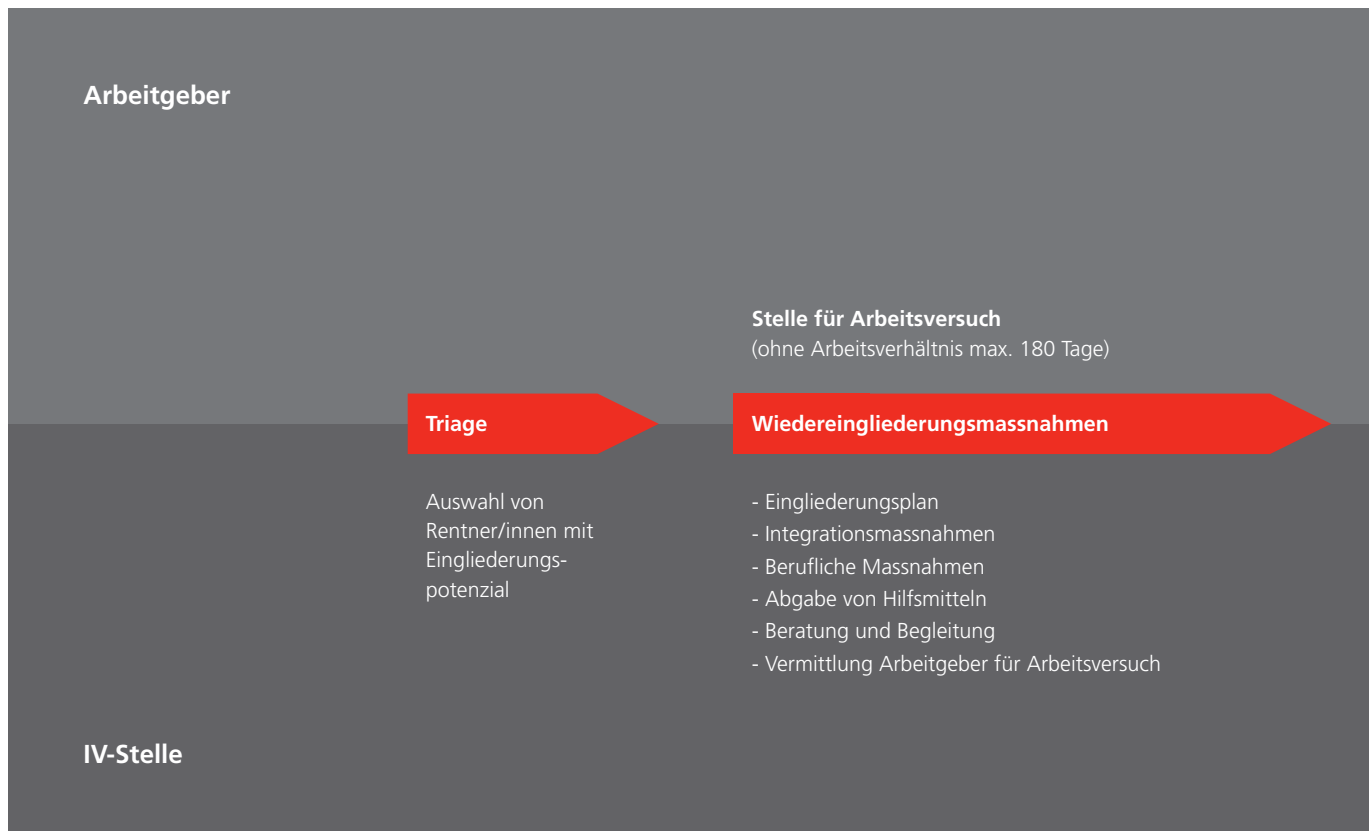 Arbeitgeber
Stelle für Arbeitsversuch
(ohne Arbeitsverhältnis max. 180 Tage)
Triage
Wiedereingliederungsmassnahmen
Auswahl von
Rentner/innen mit
Eingliederungs-
potenzial
- Eingliederungsplan
- Integrationsmassnahmen
- Berufliche Massnahmen
- Abgabe von Hilfsmitteln
- Beratung und Begleitung
- Vermittlung Arbeitgeber für Arbeitsversuch
IV-Stelle